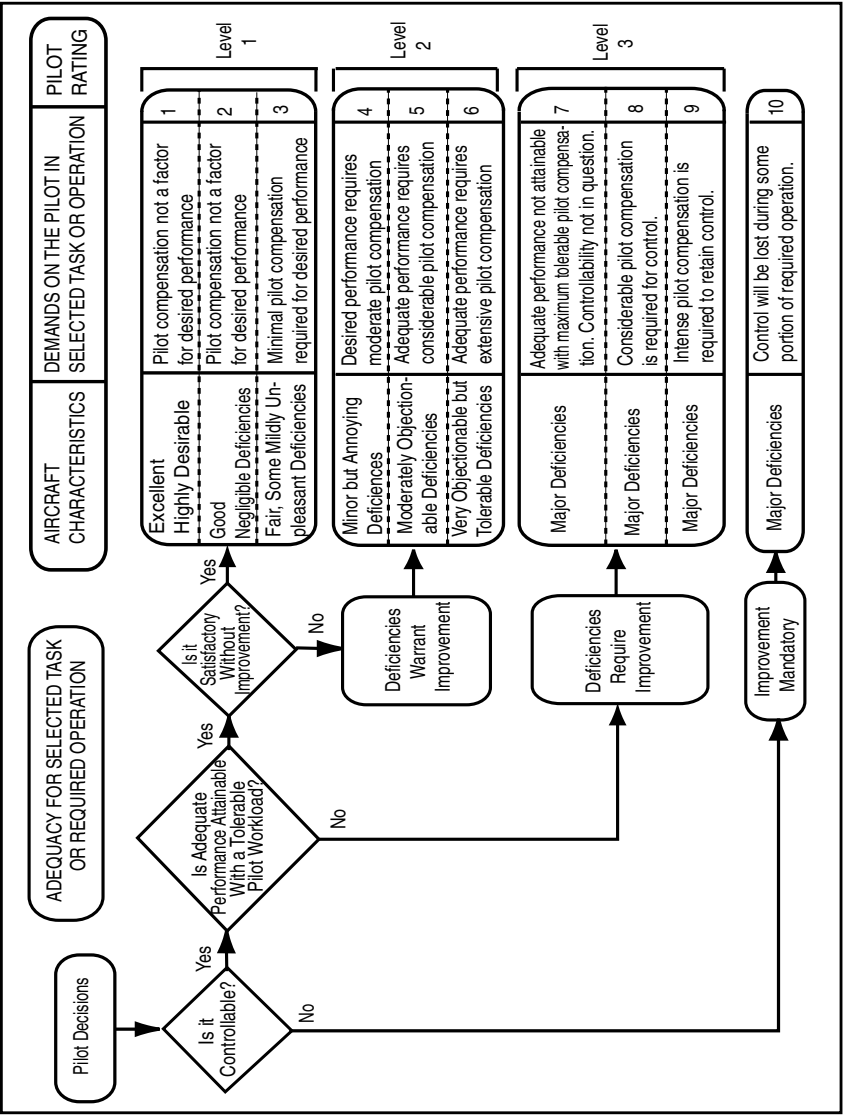 ADEQUACY FOR SELECTED TASK
OR REQUIRED OPERATION
AIRCRAFT
CHARACTERISTICS
DEMANDS ON THE PILOT IN
SELECTED TASK OR OPERATION
PILOT
RATING
Pilot Decisions
Is it
Controllable?
Yes
No
Is Adequate
Performance Attainable
With a Tolerable
Pilot Workload?
Yes
No
Is it
Satisfactory
Without
Improvement?
Yes
No
Deficiencies
Warrant
Improvement
Deficiencies
Require
Improvement
Improvement
Mandatory
Excellent
Highly Desirable
Pilot compensation not a factor
for desired performance
1
Good
Negligible Deficiencies
Pilot compensation not a factor
for desired performance
2
Fair, Some Mildly Un-
pleasant Deficiencies
Minimal pilot compensation
required for desired performance
3
Level
1
Minor but Annoying
Deficiences
Desired performance requires
moderate pilot compensation
4
Moderately Objection-
able Deficiencies
Adequate performance requires
considerable pilot compensation
5
Very Objectionable but
Tolerable Deficiencies
Adequate performance requires
extensive pilot compensation
6
Level
2
Major Deficiencies
Adequate performance not attainable
with maximum tolerable pilot compensa-
tion. Controllability not in question.
7
Major Deficiencies
Considerable pilot compensation
is required for control.
8
Major Deficiencies
Intense pilot compensation is
required to retain control.
9
Level
3
Major Deficiencies
Control will be lost during some
portion of required operation.
10